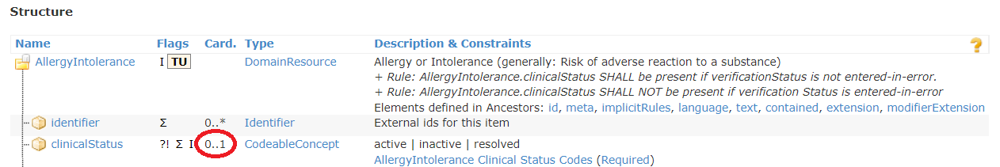 Structure
Name Flags Card. Type Description & Constraints ?
AllergyIntolerance I TU DomainResource Allergy or Intolerance (generally: Risk of adverse reaction to a substance)
+ Rule: AllergyIntolerance.clinicalStatus SHALL be present if verificationStatus is not entered-in-error.
+ Rule: AllergyIntolerance.clinicalStatus SHALL NOT be present if verification Status is entered-in-error
Elements defined in Ancestors: id, meta, implicitRules, language, text, contained, extension, modifierExtension
identifier Σ 0..* Identifier External ids for this item
clinicalStatus ?! Σ I 0..1 CodeableConcept active | inactive | resolved
AllergyIntolerance Clinical Status Codes (Required)